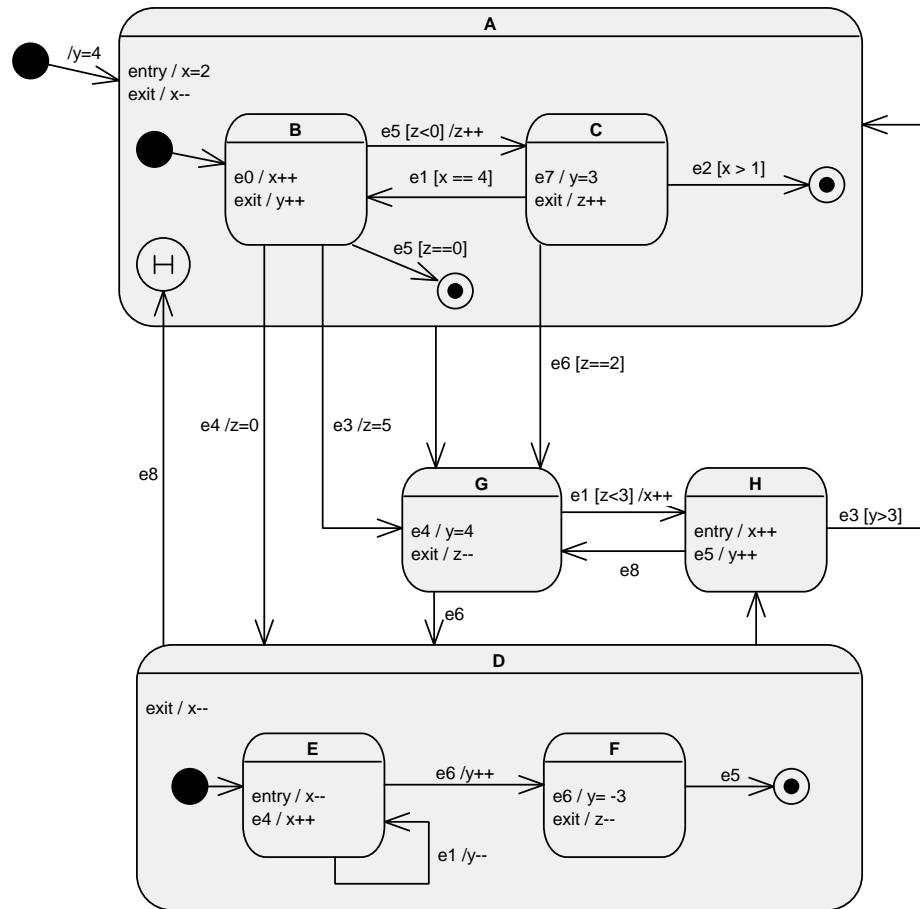 A
/y=4
entry / x=2
exit / x--
B
e0 / x++
exit / y++
e5 [z<0] /z++
e1 [x == 4]
C
e7 / y=3
exit / z++
e2 [x > 1]
e5 [z==0]
H
e6 [z==2]
e4 /z=0
e3 /z=5
e8
G
e4 / y=4
exit / z--
e1 [z<3] /x++
e8
H
entry / x++
e5 / y++
e3 [y>3]
e6
D
exit / x--
E
entry / x--
e4 / x++
e6 /y++
e1 /y--
F
e6 / y= -3
exit / z--
e5